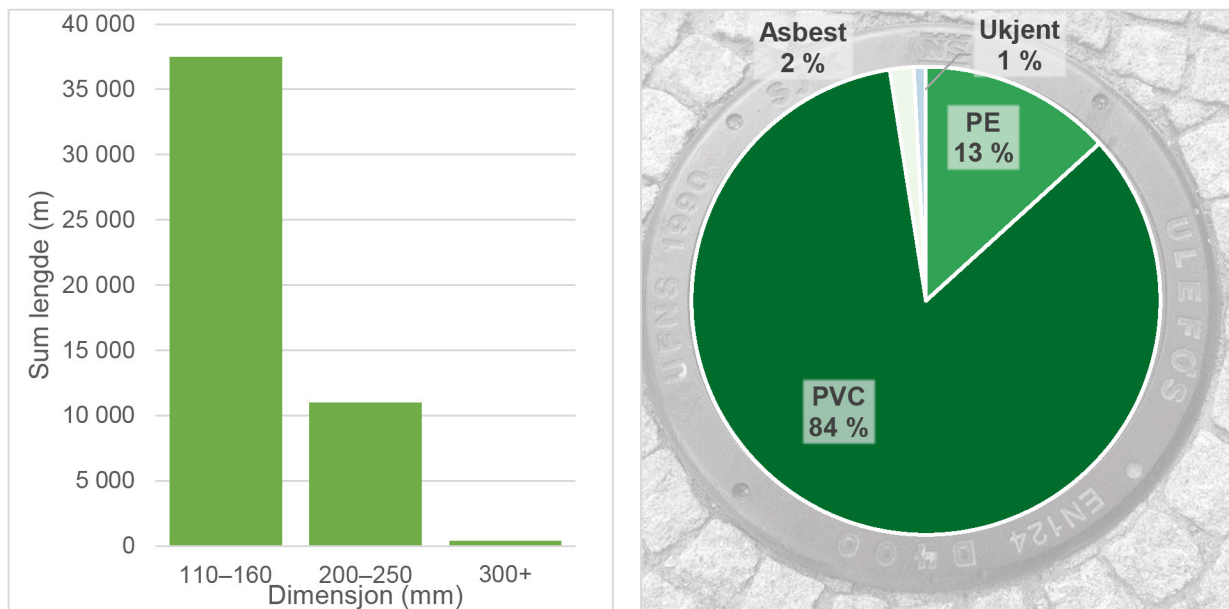 40 000
35 000
30 000
25 000
20 000
15 000
10 000
5 000
0
Sum lengde (m)
110–160
200–250
300+
Dimensjon (mm)
Asbest
2 %
Ukjent
1 %
PE
13 %
PVC
84 %
UFNS 1990
ULEFOS
EN124 D400